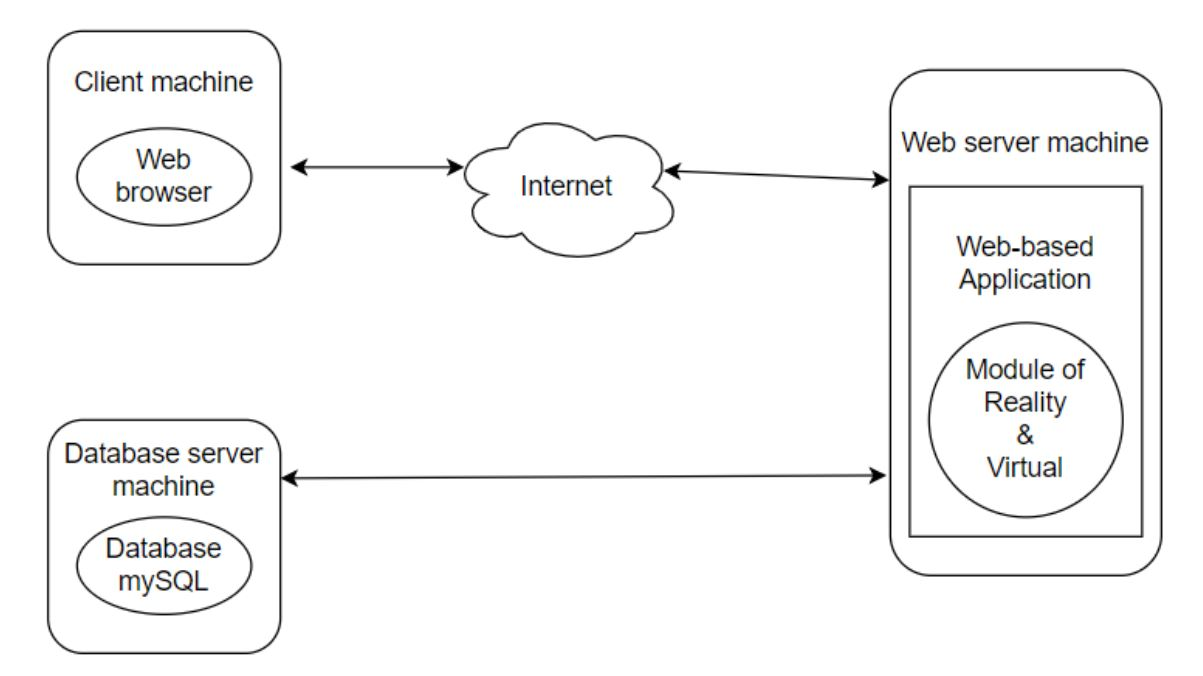 Client machine
Web
browser
Internet
Web server machine
Web-based
Application
Module of
Reality
&
Virtual
Database server
machine
Database
mySQL